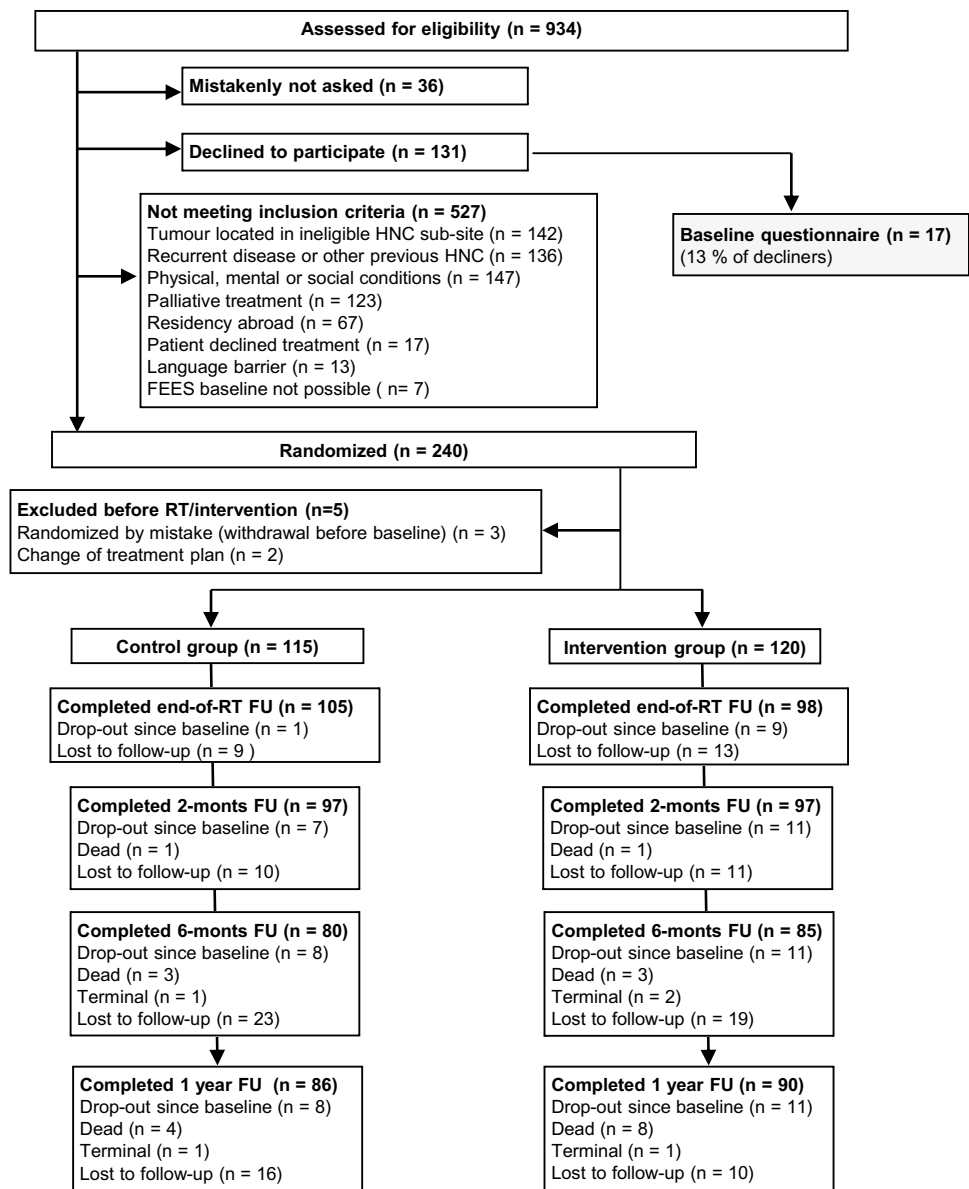 Assessed for eligibility (n = 934)
Mistakenly not asked (n = 36)
Declined to participate (n = 131)
Baseline questionnaire (n = 17)
(13 % of decliners)
Not meeting inclusion criteria (n = 527)
Tumour located in ineligible HNC sub-site (n = 142)
Recurrent disease or other previous HNC (n = 136)
Physical, mental or social conditions (n = 147)
Palliative treatment (n = 123)
Residency abroad (n = 67)
Patient declined treatment (n = 17)
Language barrier (n = 13)
FEES baseline not possible ( n= 7)
Randomized (n = 240)
Excluded before RT/intervention (n=5)
Randomized by mistake (withdrawal before baseline) (n = 3)
Change of treatment plan (n = 2)
Control group (n = 115)
Completed end-of-RT FU (n = 105)
Drop-out since baseline (n = 1)
Lost to follow-up (n = 9 )
Completed 2-monts FU (n = 97)
Drop-out since baseline (n = 7)
Dead (n = 1)
Lost to follow-up (n = 10)
Completed 6-monts FU (n = 80)
Drop-out since baseline (n = 8)
Dead (n = 3)
Terminal (n = 1)
Lost to follow-up (n = 23)
Completed 1 year FU (n = 86)
Drop-out since baseline (n = 8)
Dead (n = 4)
Terminal (n = 1)
Lost to follow-up (n = 16)
Intervention group (n = 120)
Completed end-of-RT FU (n = 98)
Drop-out since baseline (n = 9)
Lost to follow-up (n = 13)
Completed 2-monts FU (n = 97)
Drop-out since baseline (n = 11)
Dead (n = 1)
Lost to follow-up (n = 11)
Completed 6-monts FU (n = 85)
Drop-out since baseline (n = 11)
Dead (n = 3)
Terminal (n = 2)
Lost to follow-up (n = 19)
Completed 1 year FU (n = 90)
Drop-out since baseline (n = 11)
Dead (n = 8)
Terminal (n = 1)
Lost to follow-up (n = 10)